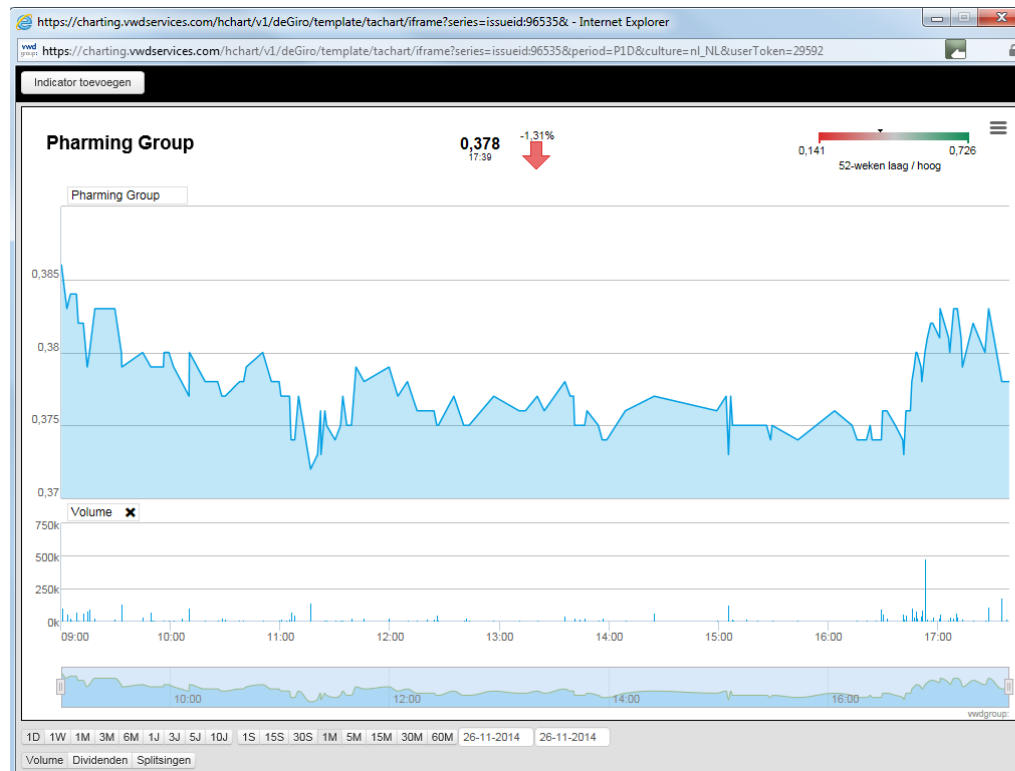 https://charting.vwdservices.com/hchart/v1/deGiro/template/tachart/iframe?series=issueid:96535& - Internet Explorer
vwd group: https://charting.vwdservices.com/hchart/v1/deGiro/template/tachart/iframe?series=issueid:96535&period=P1D&culture=nl_NL&userToken=29592
Indicator toevoegen
Pharming Group
0,378
17:39
-1,31%
0,141 0,726
52-weken laag / hoog
Pharming Group
0,385
0,38
0,375
0,37
Volume
750k
500k
250k
0k
09:00 10:00 11:00 12:00 13:00 14:00 15:00 16:00 17:00
10:00 12:00 14:00 16:00
vwdgroup:
1D 1W 1M 3M 6M 1J 3J 5J 10J 1S 15S 30S 1M 5M 15M 30M 60M 26-11-2014 26-11-2014
Volume Dividenden Splitsingen